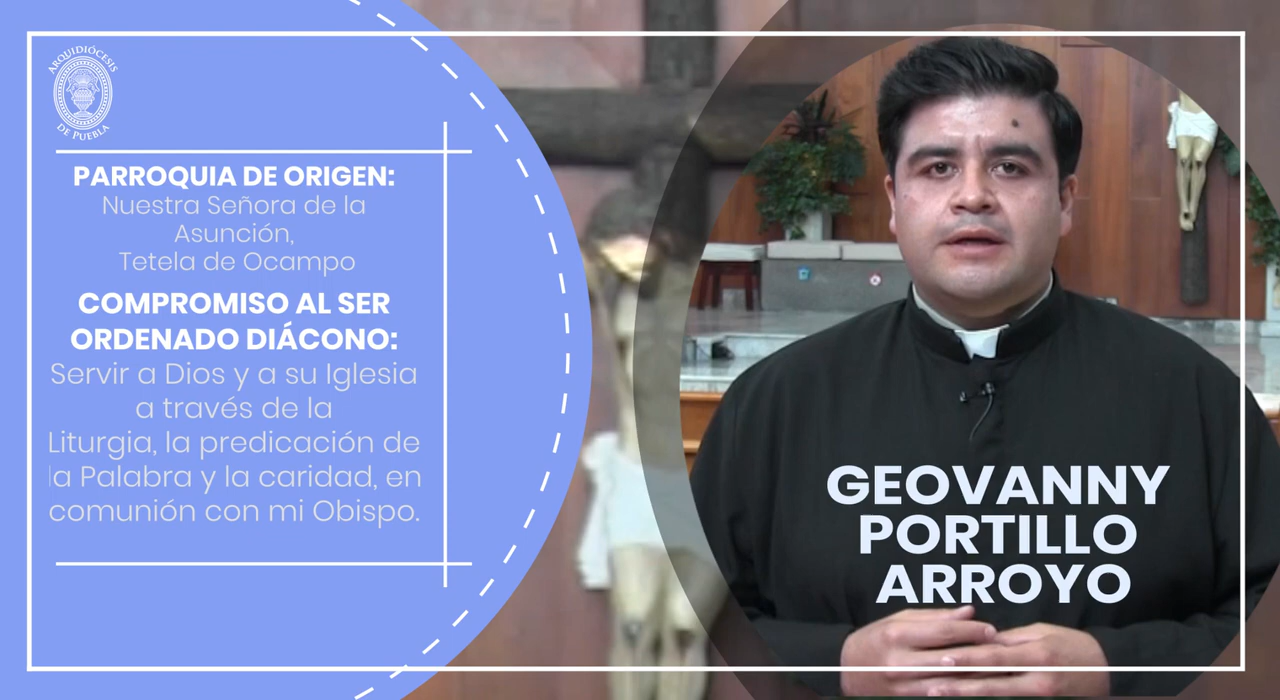 ARQUIDIÓCESIS
DE PUEBLA
PARROQUIA DE ORIGEN:
Nuestra Señora de la
Asunción,
Tetela de Ocampo
COMPROMISO AL SER
ORDENADO DIÁCONO:
Servir a Dios y a su Iglesia
a través de la
Liturgia, la predicación de
la Palabra y la caridad, en
comunión con mi Obispo.
GEOVANNY
PORTILLO
ARROYO